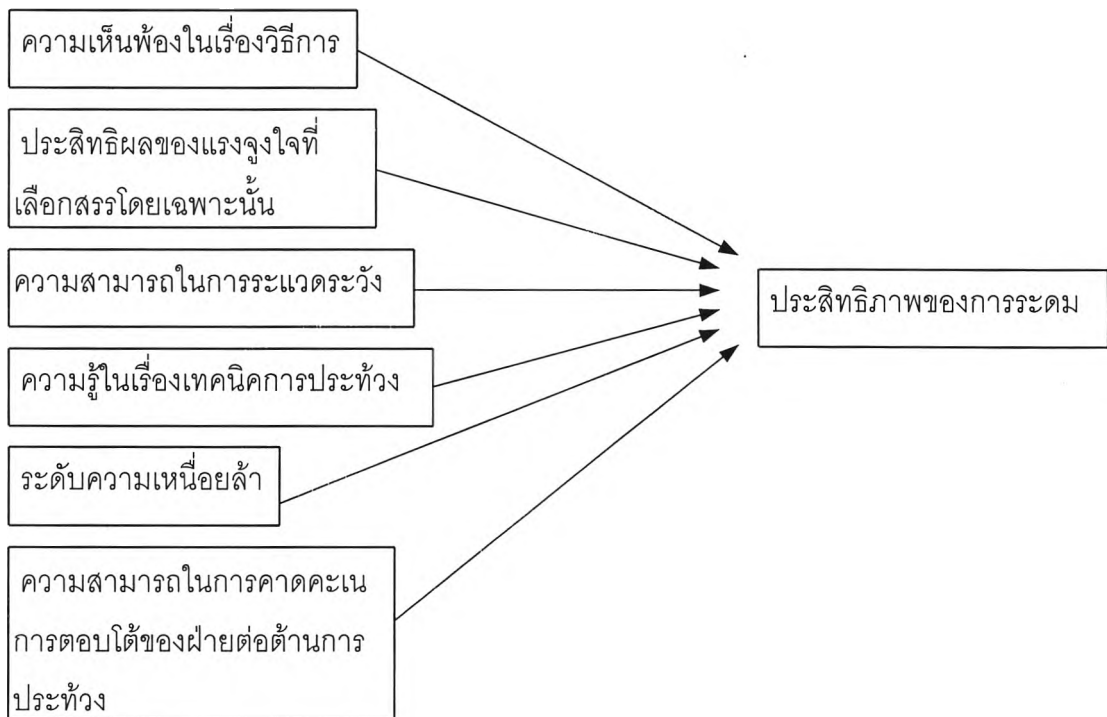 ความเห็นพ้องในเรื่องวิธีการ
ประสิทธิผลของแรงจูงใจที่
เลือกสรรโดยเฉพาะนั้น
ความสามารถในการระแวดระวัง
ความรู้ในเรื่องเทคนิคการประท้วง
ระดับความเหนื่อยล้า
ความสามารถในการคาดคะเน
การตอบโต้ของฝ่ายต่อต้านการ
ประท้วง
ประสิทธิภาพของการระดม